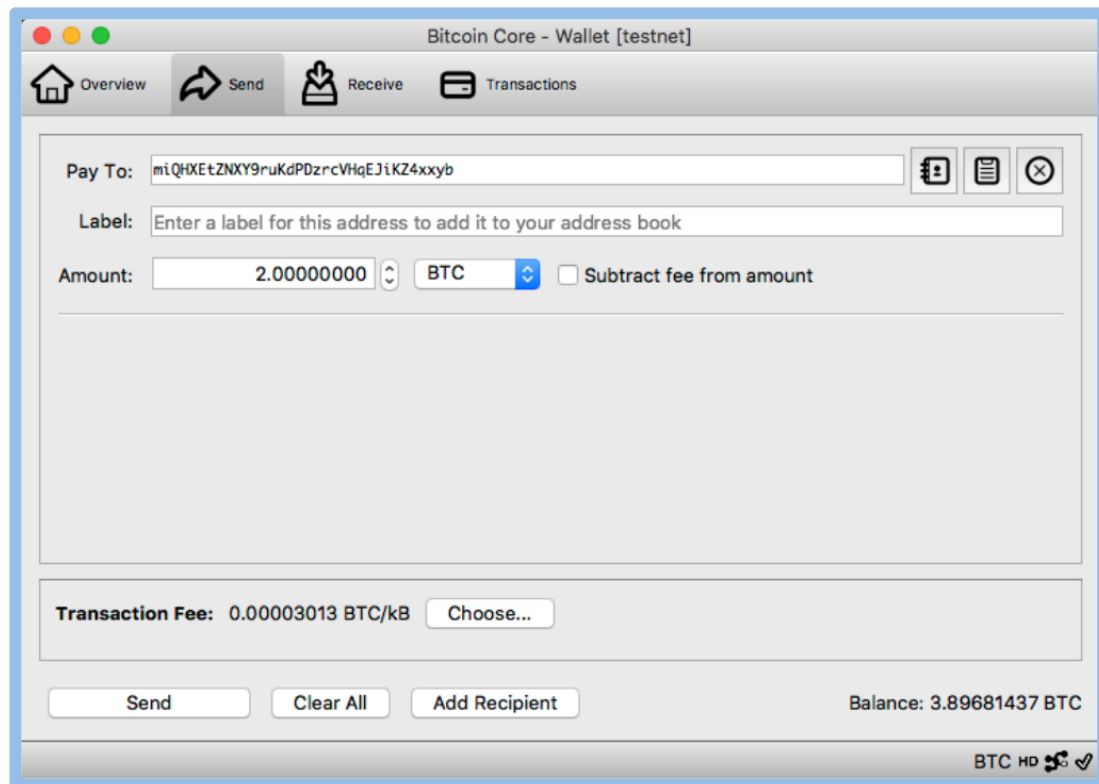 Bitcoin Core - Wallet [testnet]
Overview Send Receive Transactions
Pay To: miQHXEtZNXY9ruKdPDzrcVHqEJiKZ4xxyb
Label: Enter a label for this address to add it to your address book
Amount: 2.00000000 BTC Subtract fee from amount
Transaction Fee: 0.00003013 BTC/kB Choose...
Send Clear All Add Recipient Balance: 3.89681437 BTC
BTC HD